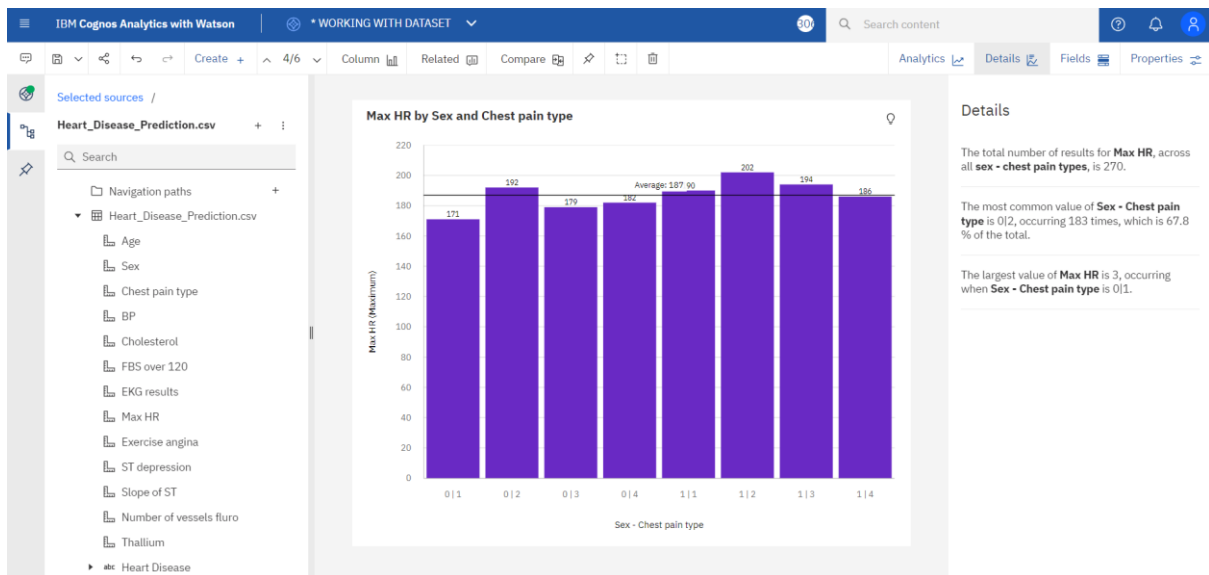 IBM Cognos Analytics with Watson
* WORKING WITH DATASET
30
Search content
Create +
4/6
Column
Related
Compare
Analytics
Details
Fields
Properties
Selected sources /
Heart_Disease_Prediction.csv
Search
Navigation paths
Heart_Disease_Prediction.csv
Age
Sex
Chest pain type
BP
Cholesterol
FBS over 120
EKG results
Max HR
Exercise angina
ST depression
Slope of ST
Number of vessels fluro
Thallium
abc Heart Disease
Max HR by Sex and Chest pain type
Max HR (Maximum)
220
200
180
160
140
120
100
80
60
40
20
0
171
192
179
182
Average: 187
90
202
194
186
0|1
0|2
0|3
0|4
1|1
1|2
1|3
1|4
Sex - Chest pain type
Details
The total number of results for Max HR, across
all sex - chest pain types, is 270.
The most common value of Sex - Chest pain
type is 0|2, occurring 183 times, which is 67.8
% of the total.
The largest value of Max HR is 3, occurring
when Sex - Chest pain type is 0|1.